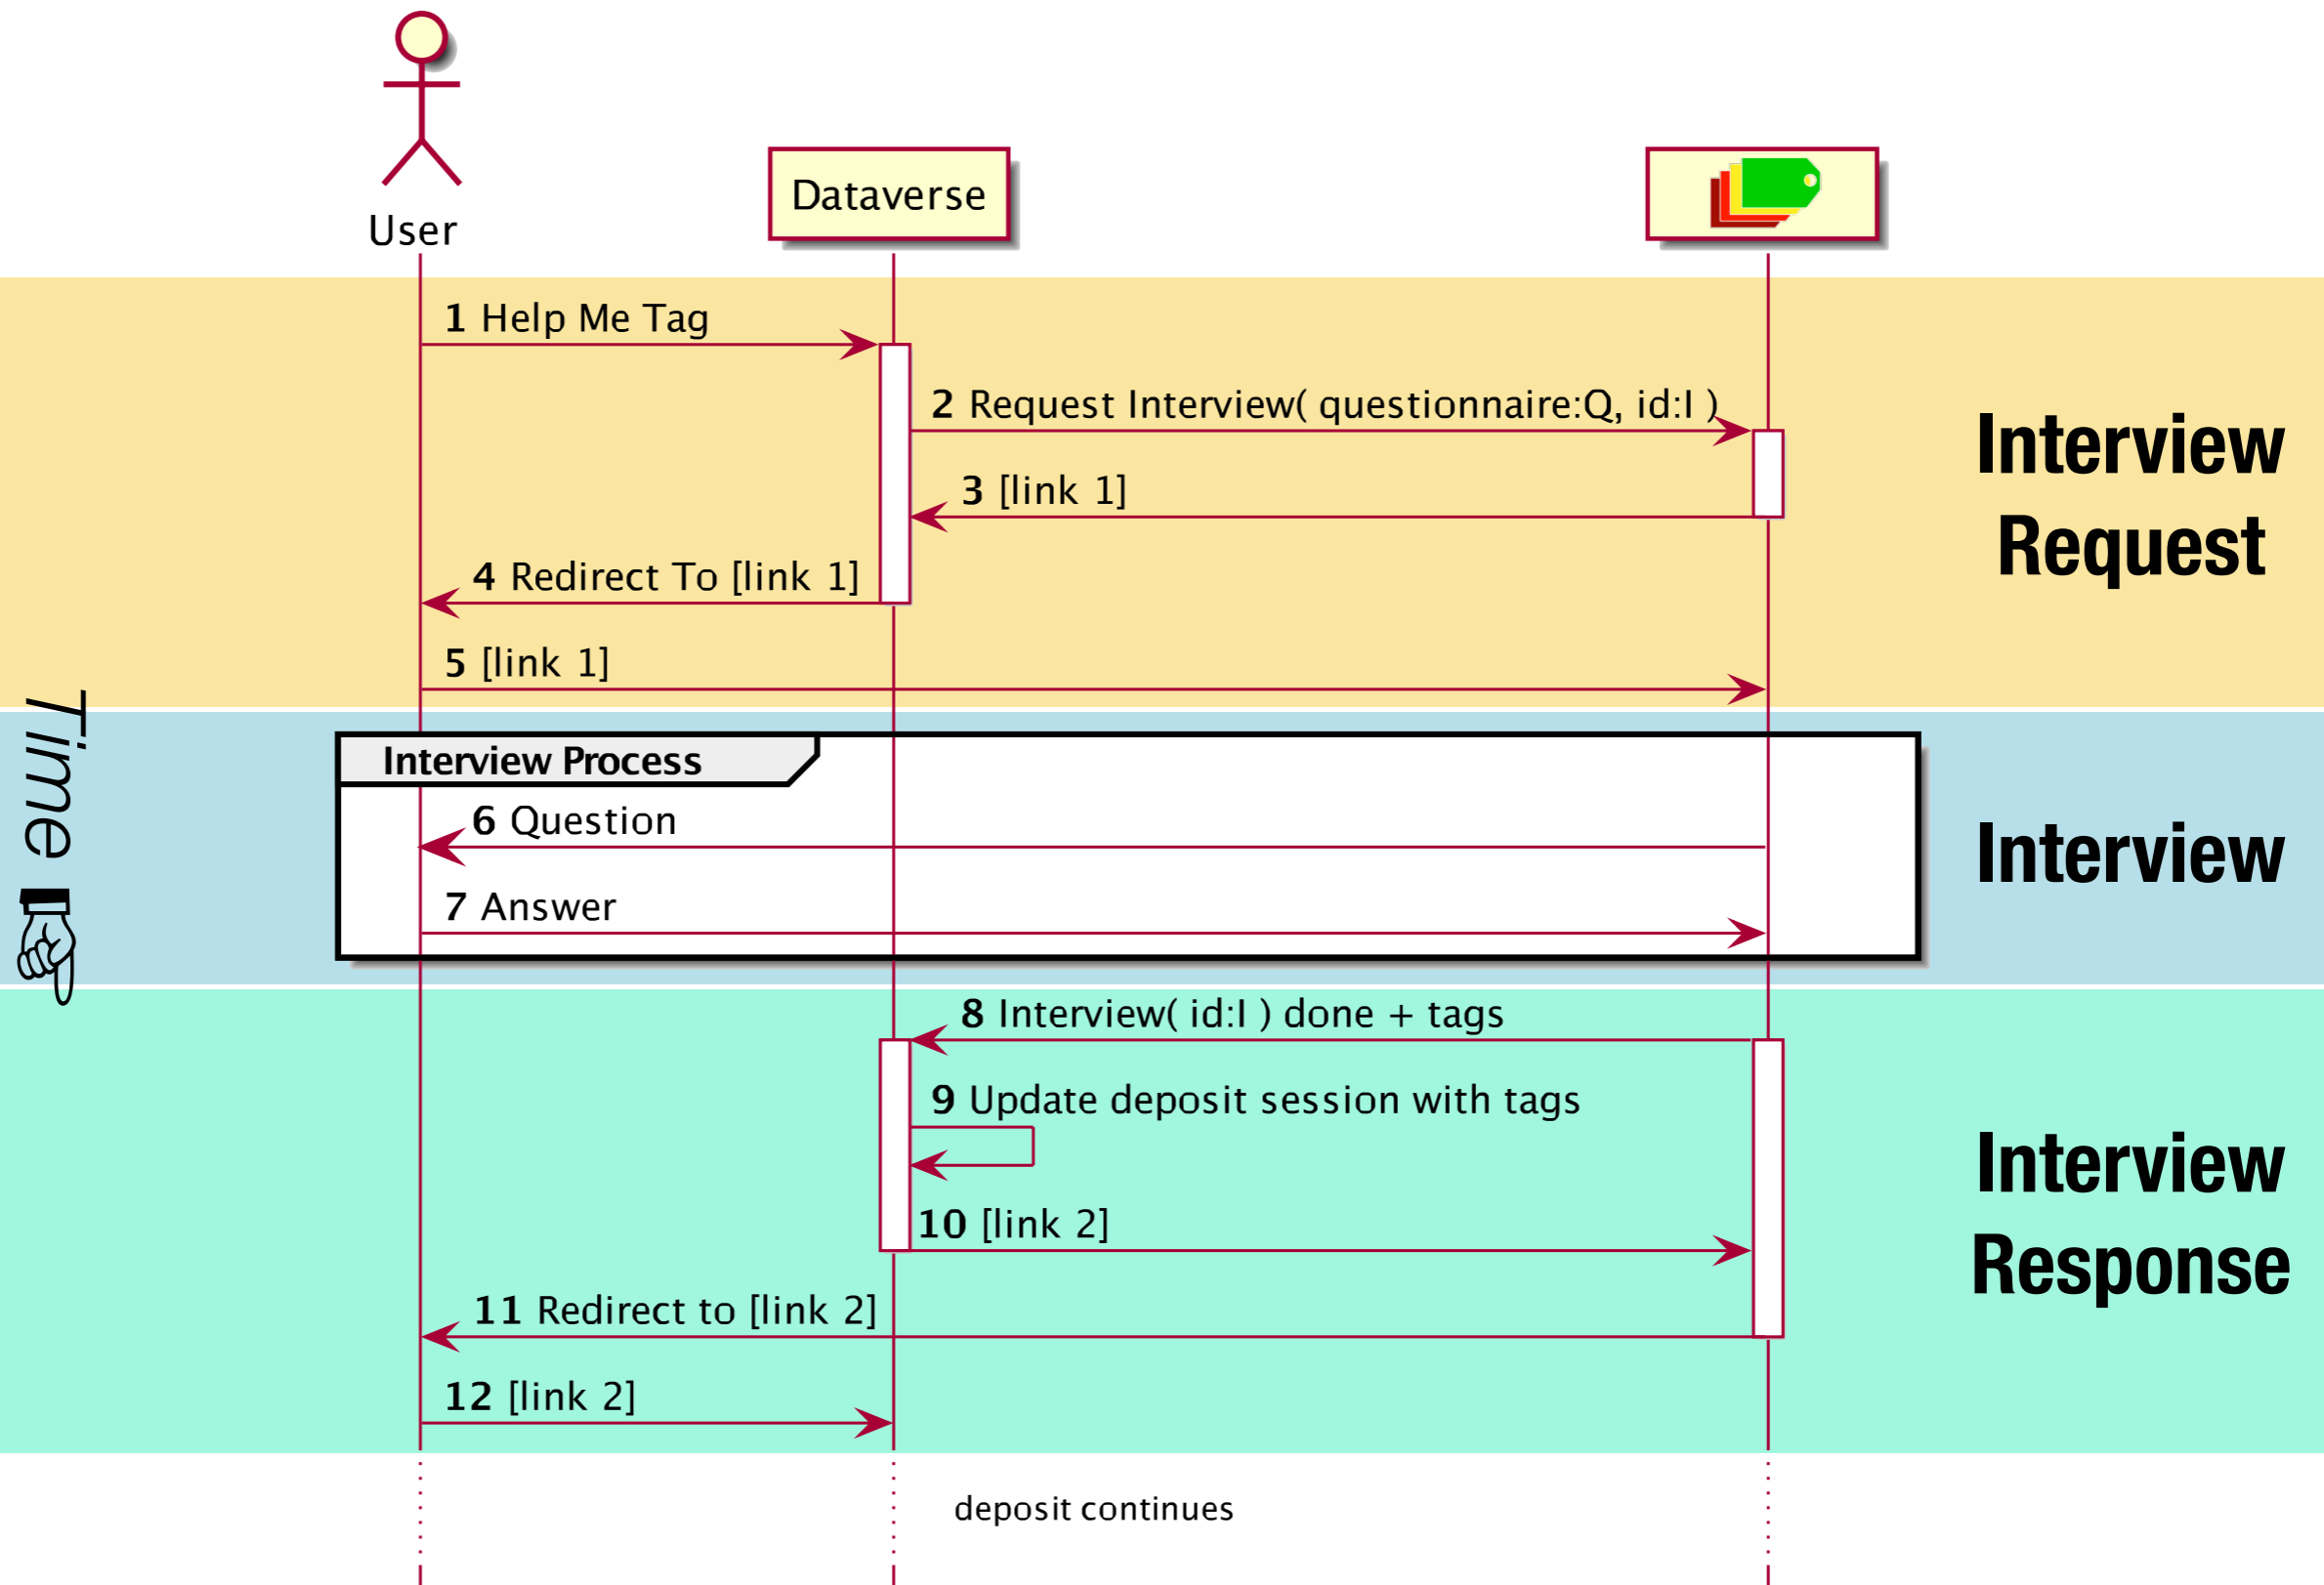 User
Dataverse
1 Help Me Tag
2 Request Interview( questionnaire:Q, id:I )
3 [link 1]
4 Redirect To [link 1]
5 [link 1]
Interview
Request
Time
Interview Process
6 Question
7 Answer
Interview
8 Interview( id:I ) done + tags
9 Update deposit session with tags
10 [link 2]
11 Redirect to [link 2]
12 [link 2]
Interview
Response
deposit continues